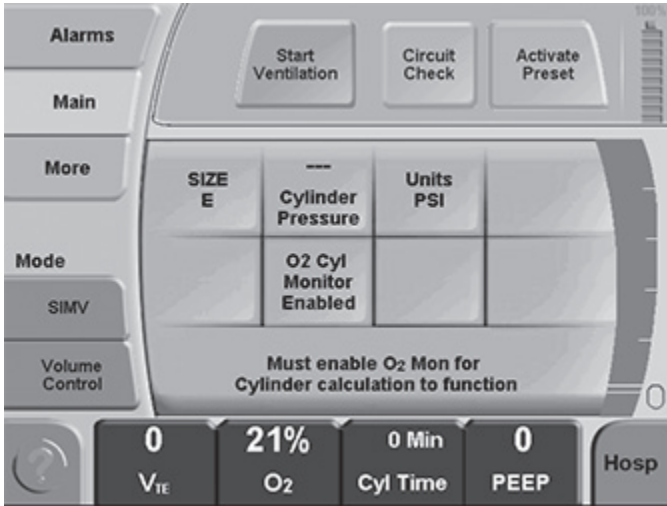 Alarms
Main
More
Mode
SIMV
Volume
Control
Start
Ventilation
Circuit
Check
Activate
Preset
100%
SIZE
E
---
Cylinder
Pressure
Units
PSI
O2 Cyl
Monitor
Enabled
Must enable O2 Mon for
Cylinder calculation to function
0
0
VTE
21%
O2
0 Min
Cyl Time
0
PEEP
?
Hosp